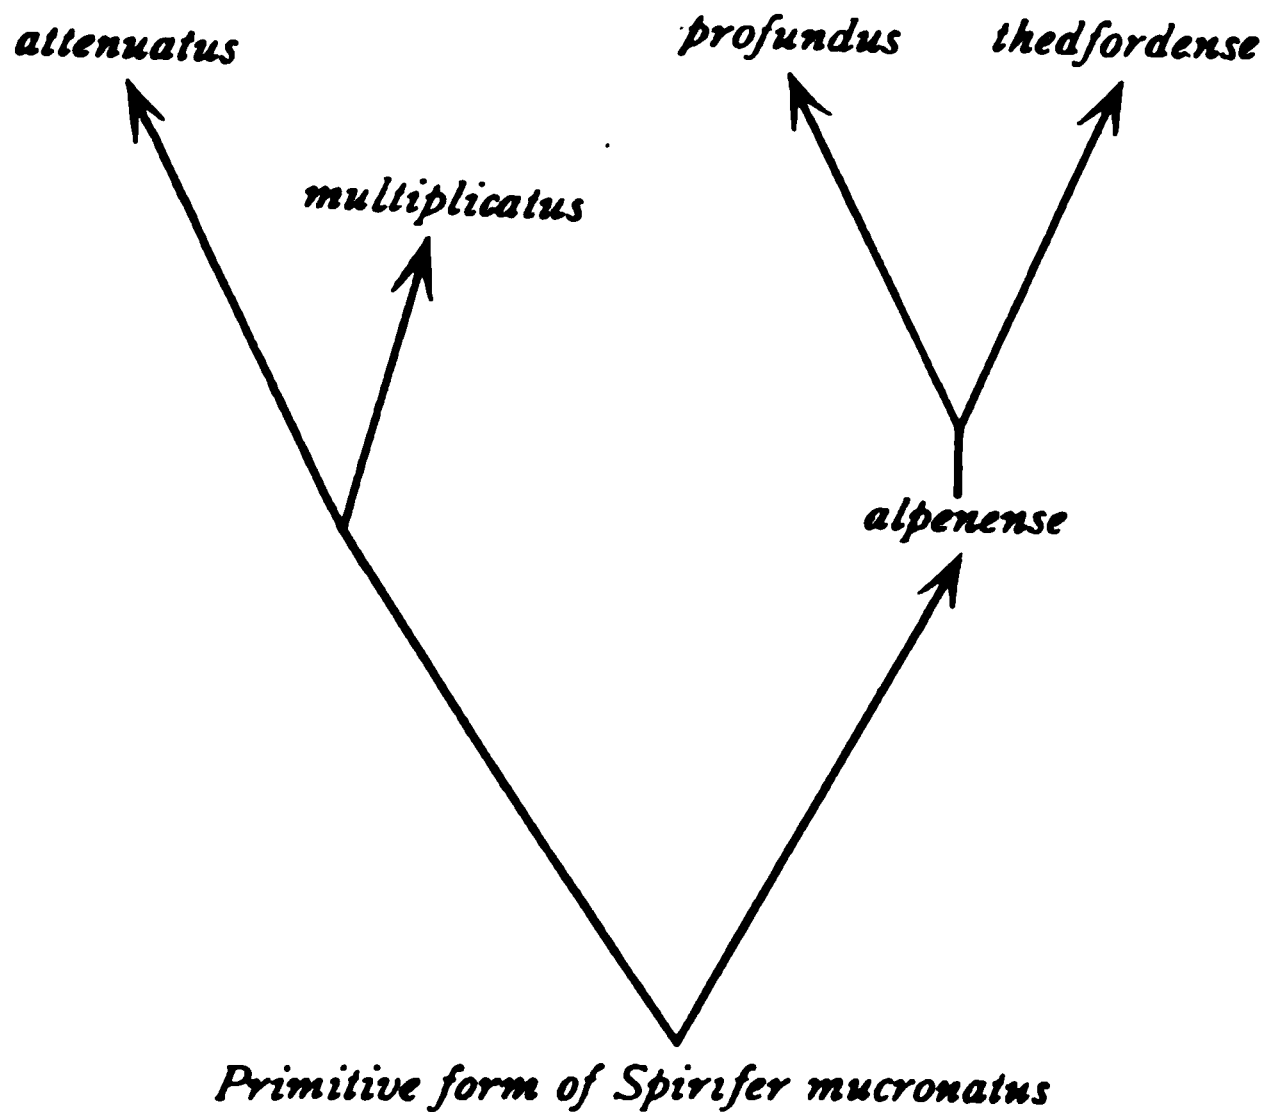 attenuatus
profundus
thedfordense
multiplicatus
alpenense
Primitive form of Spirifer mucronatus